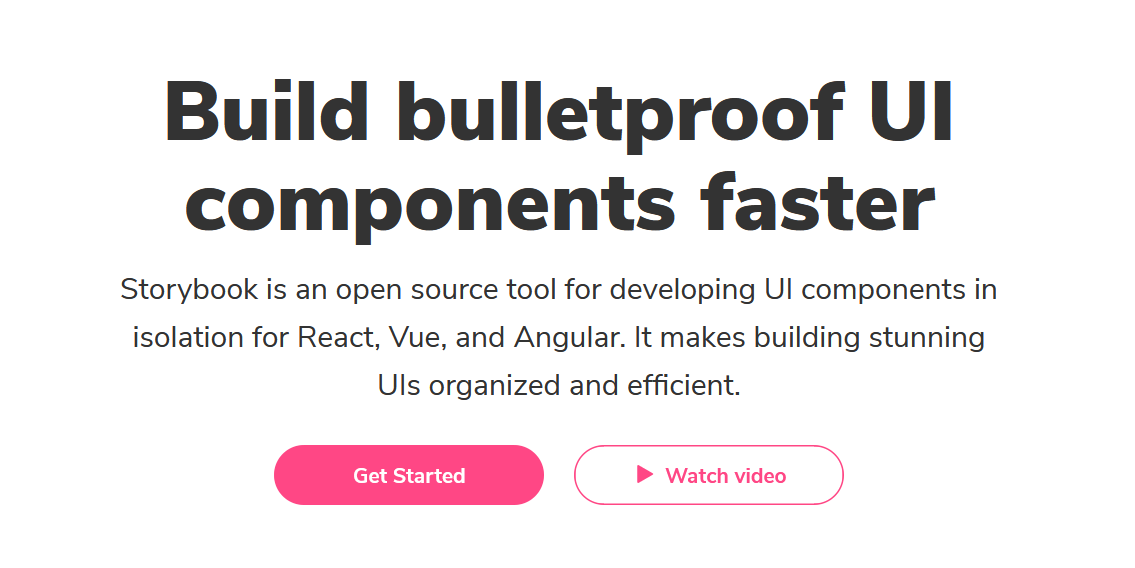 Build bulletproof UI
components faster
Storybook is an open source tool for developing UI components in
isolation for React, Vue, and Angular. It makes building stunning
UIs organized and efficient.
Get Started
Watch video